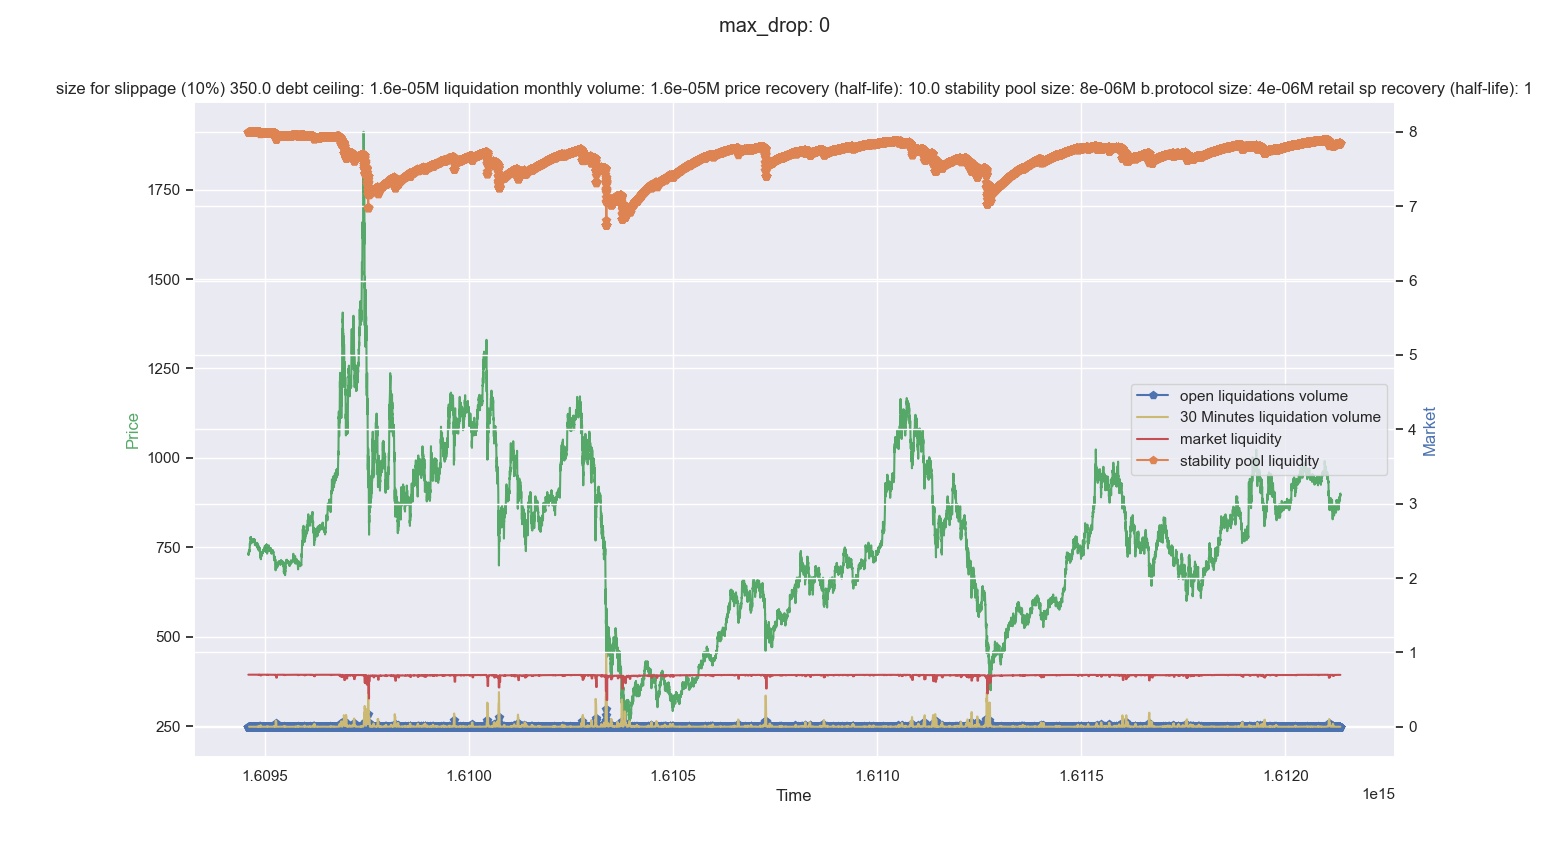 max_drop: 0
size for slippage (10%) 350.0 debt ceiling: 1.6e-05M liquidation monthly volume: 1.6e-05M price recovery (half-life): 10.0 stability pool size: 8e-06M b.protocol size: 4e-06M retail sp recovery (half-life): 1
8
1750
7
1500
6
1250
5
open liquidations volume
30 Minutes liquidation volume
market liquidity
stability pool liquidity
Price
Market
4
1000
3
750
2
500
1
250
0
1.6095
1.6100
1.6105
1.6110
1.6115
1.6120
Time
1e15